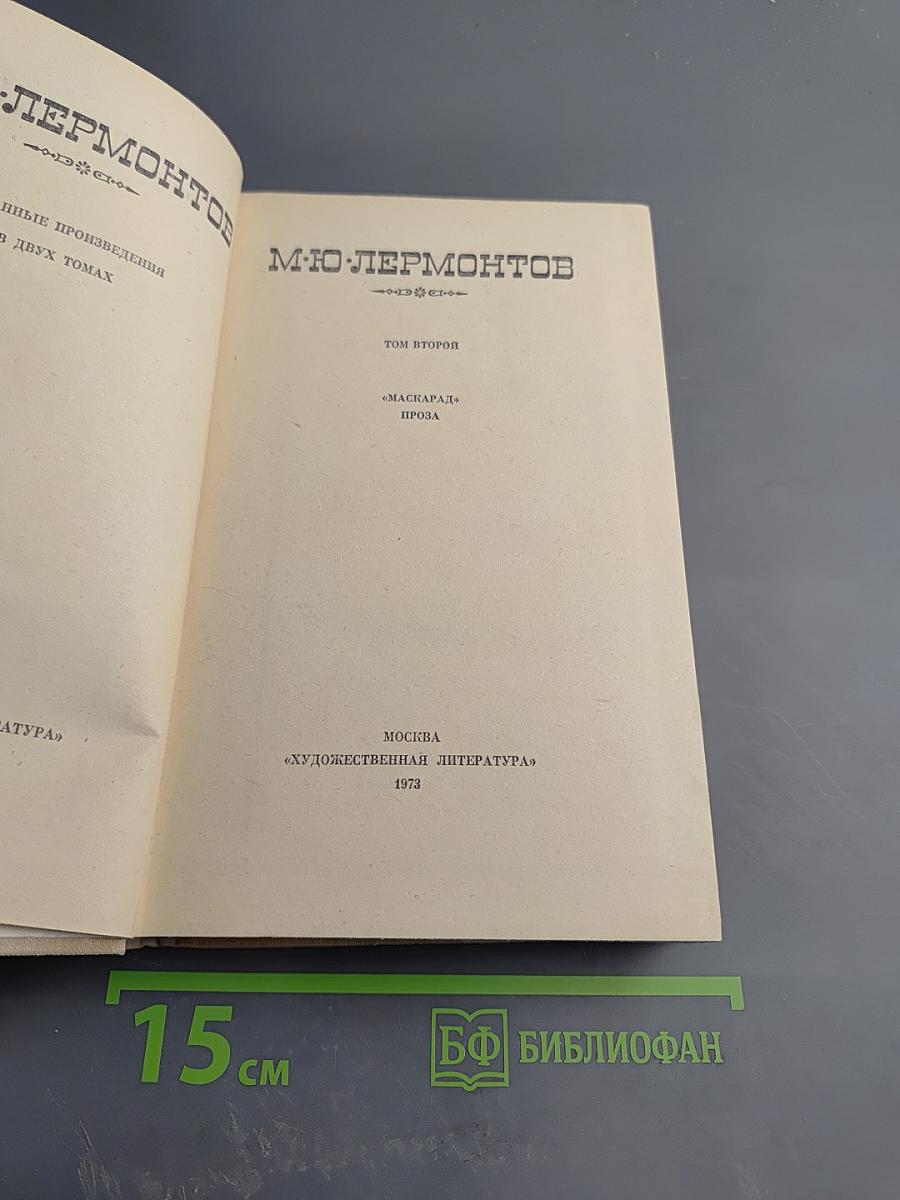 ·ЛЕРМОНТОВ
ННЫЕ ПРОИЗВЕДЕНИЯ
В ДВУХ ТОМАХ
АТУРА»
М·Ю·ЛЕРМОНТОВ
ТОМ ВТОРОЙ
«МАСКАРАД»
ПРОЗА
МОСКВА
«ХУДОЖЕСТВЕННАЯ ЛИТЕРАТУРА»
1973
15 см
БФ БИБЛИОФАН